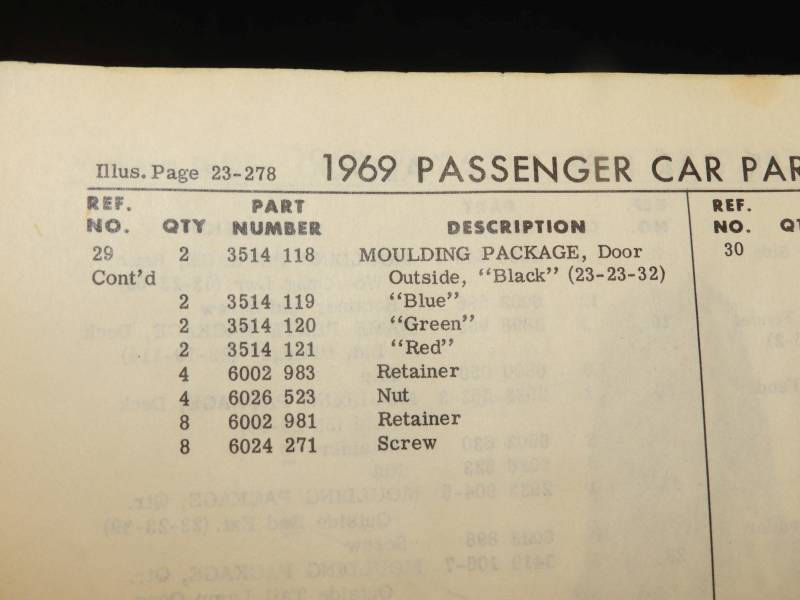 Illus. Page 23-278 1969 PASSENGER CAR PAR
REF. NO. QTY PART NUMBER DESCRIPTION REF. NO.
29 2 3514 118 MOULDING PACKAGE, Door 30
Cont'd Outside, "Black" (23-23-32)
2 3514 119 "Blue"
2 3514 120 "Green"
2 3514 121 "Red"
4 6002 983 Retainer
4 6026 523 Nut
8 6002 981 Retainer
8 6024 271 Screw